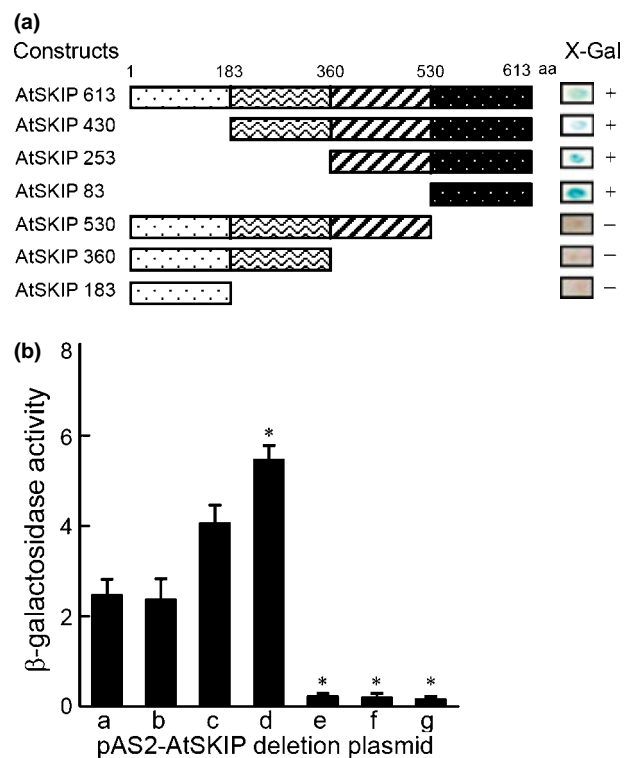 (a)
Constructs X-Gal
1 183 360 530 613 aa
AtSKIP 613 +
AtSKIP 430 +
AtSKIP 253 +
AtSKIP 83 +
AtSKIP 530 −
AtSKIP 360 −
AtSKIP 183 −
(b)
β-galactosidase activity
8
6
4
2
0
*
* * *
a b c d e f g
pAS2-AtSKIP deletion plasmid